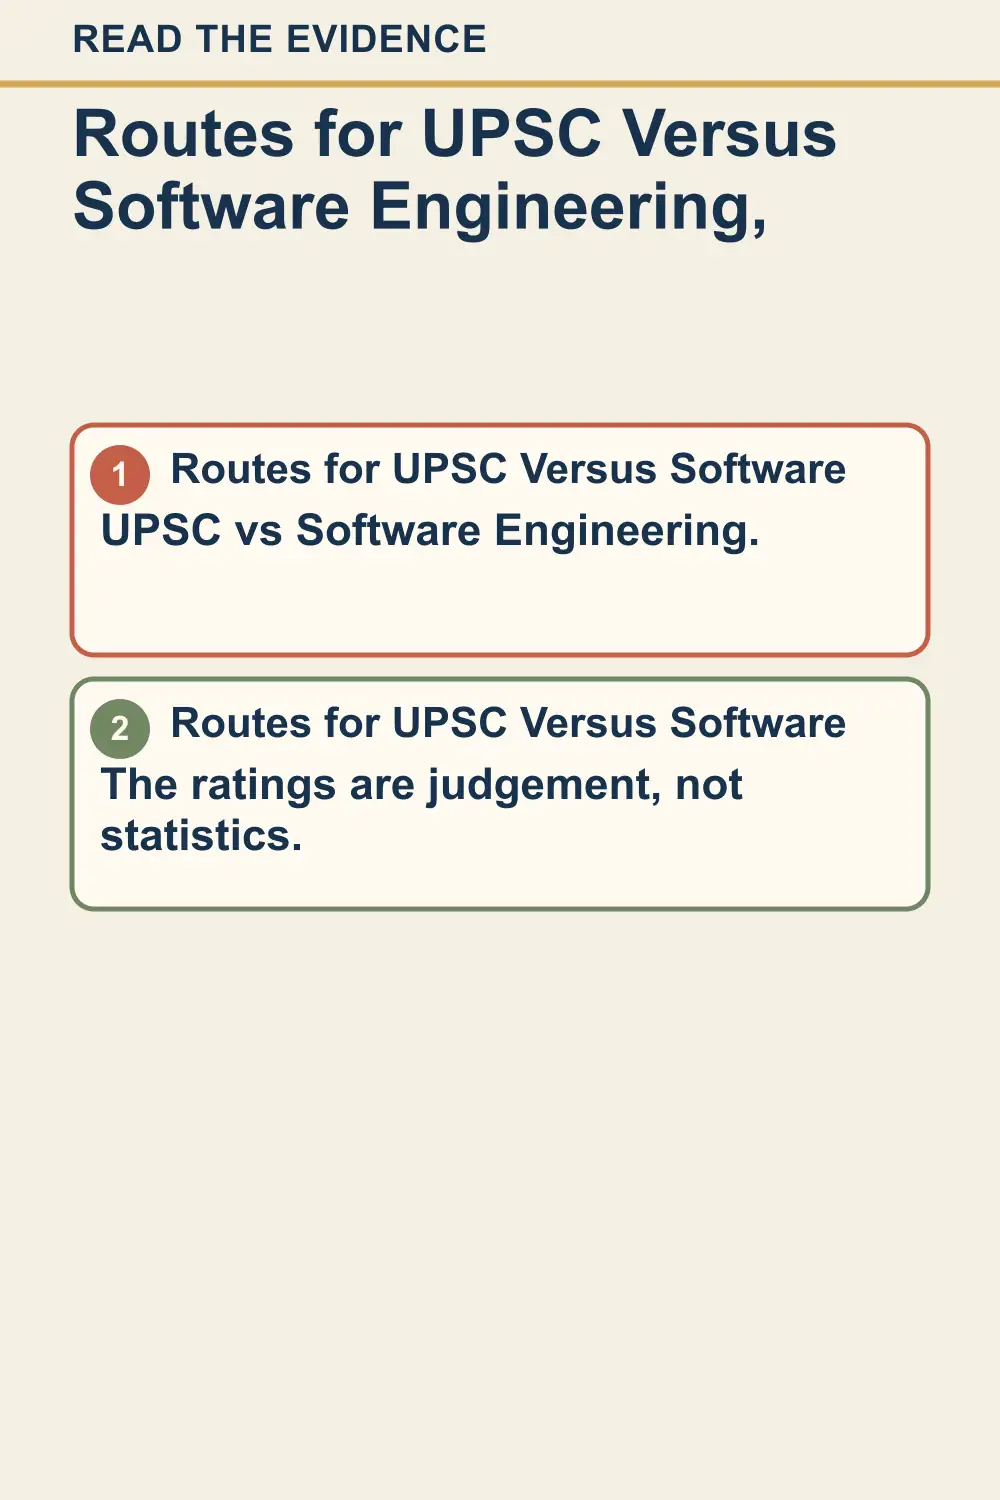 READ THE EVIDENCE
Routes for UPSC Versus
Software Engineering,
1 Routes for UPSC Versus Software
UPSC vs Software Engineering.
2 Routes for UPSC Versus Software
The ratings are judgement, not
statistics.